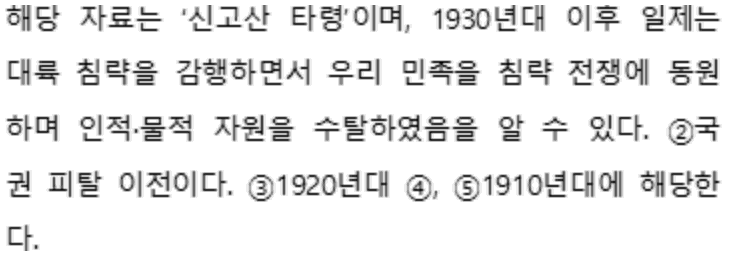 해당 자료는 ‘신고산 타령’이며, 1930년대 이후 일제는
대륙 침략을 감행하면서 우리 민족을 침략 전쟁에 동원
하며 인적·물적 자원을 수탈하였음을 알 수 있다. ②국
권 피탈 이전이다. ③1920년대 ④, ⑤1910년대에 해당한
다.